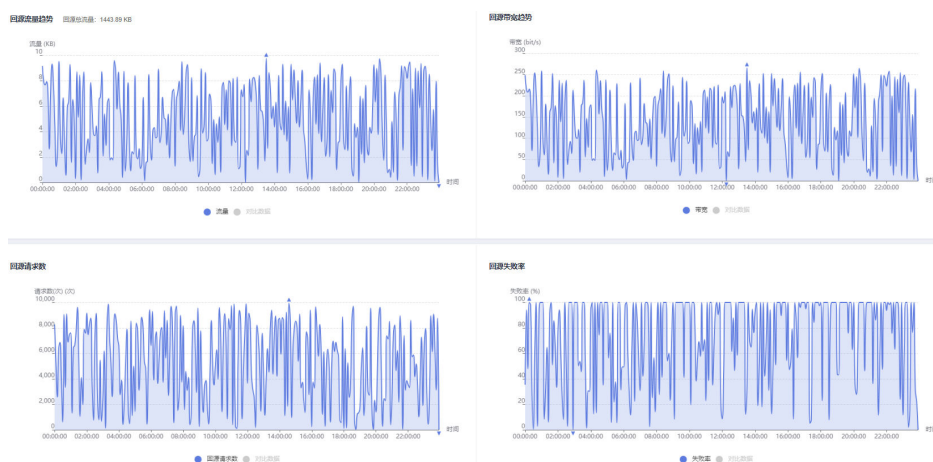 回源流量趋势 回源总流量: 1443.89 KB
流量 (KB)
10
8
6
4
2
0
00:00:00 02:00:00 04:00:00 06:00:00 08:00:00 10:00:00 12:00:00 14:00:00 16:00:00 18:00:00 20:00:00 22:00:00 时间
流量 对比数据
回源带宽趋势
带宽 (bit/s)
300
250
200
150
100
50
0
00:00:00 02:00:00 04:00:00 06:00:00 08:00:00 10:00:00 12:00:00 14:00:00 16:00:00 18:00:00 20:00:00 22:00:00 时间
带宽 对比数据
回源请求数
请求数(次) (次)
10,000
8,000
6,000
4,000
2,000
0
00:00:00 02:00:00 04:00:00 06:00:00 08:00:00 10:00:00 12:00:00 14:00:00 16:00:00 18:00:00 20:00:00 22:00:00 时间
回源请求数 对比数据
回源失败率
失败率 (%)
100
80
60
40
20
0
00:00:00 02:00:00 04:00:00 06:00:00 08:00:00 10:00:00 12:00:00 14:00:00 16:00:00 18:00:00 20:00:00 22:00:00 时间
失败率 对比数据